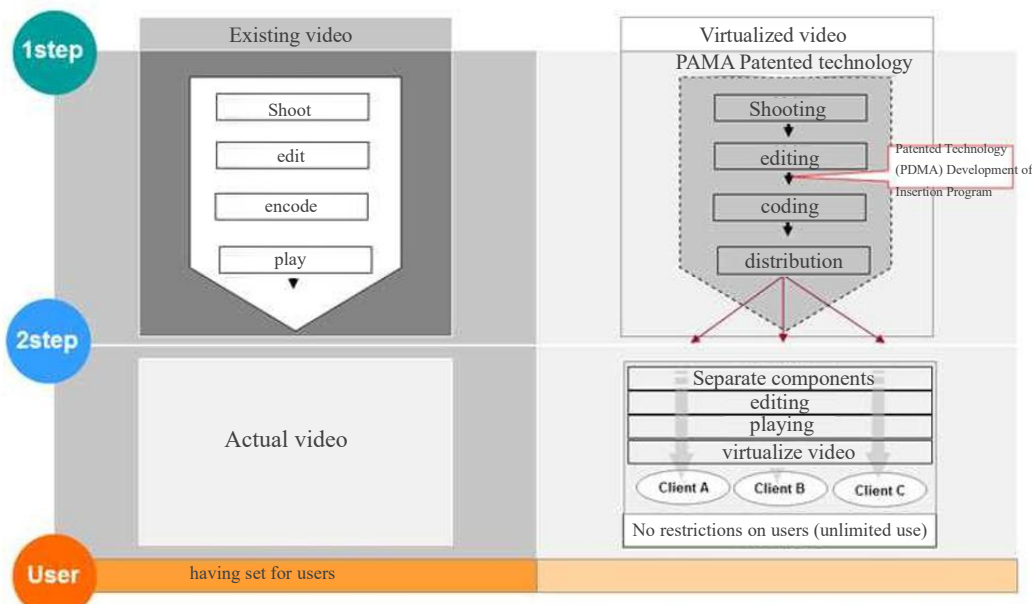 1step
Existing video
Shoot
edit
encode
play
Virtualized video
PAMA Patented technology
Shooting
editing
coding
distribution
Patented Technology
(PDMA) Development of
Insertion Program
2step
Actual video
Separate components
editing
playing
virtualize video
Client A
Client B
Client C
No restrictions on users (unlimited use)
User
having set for users